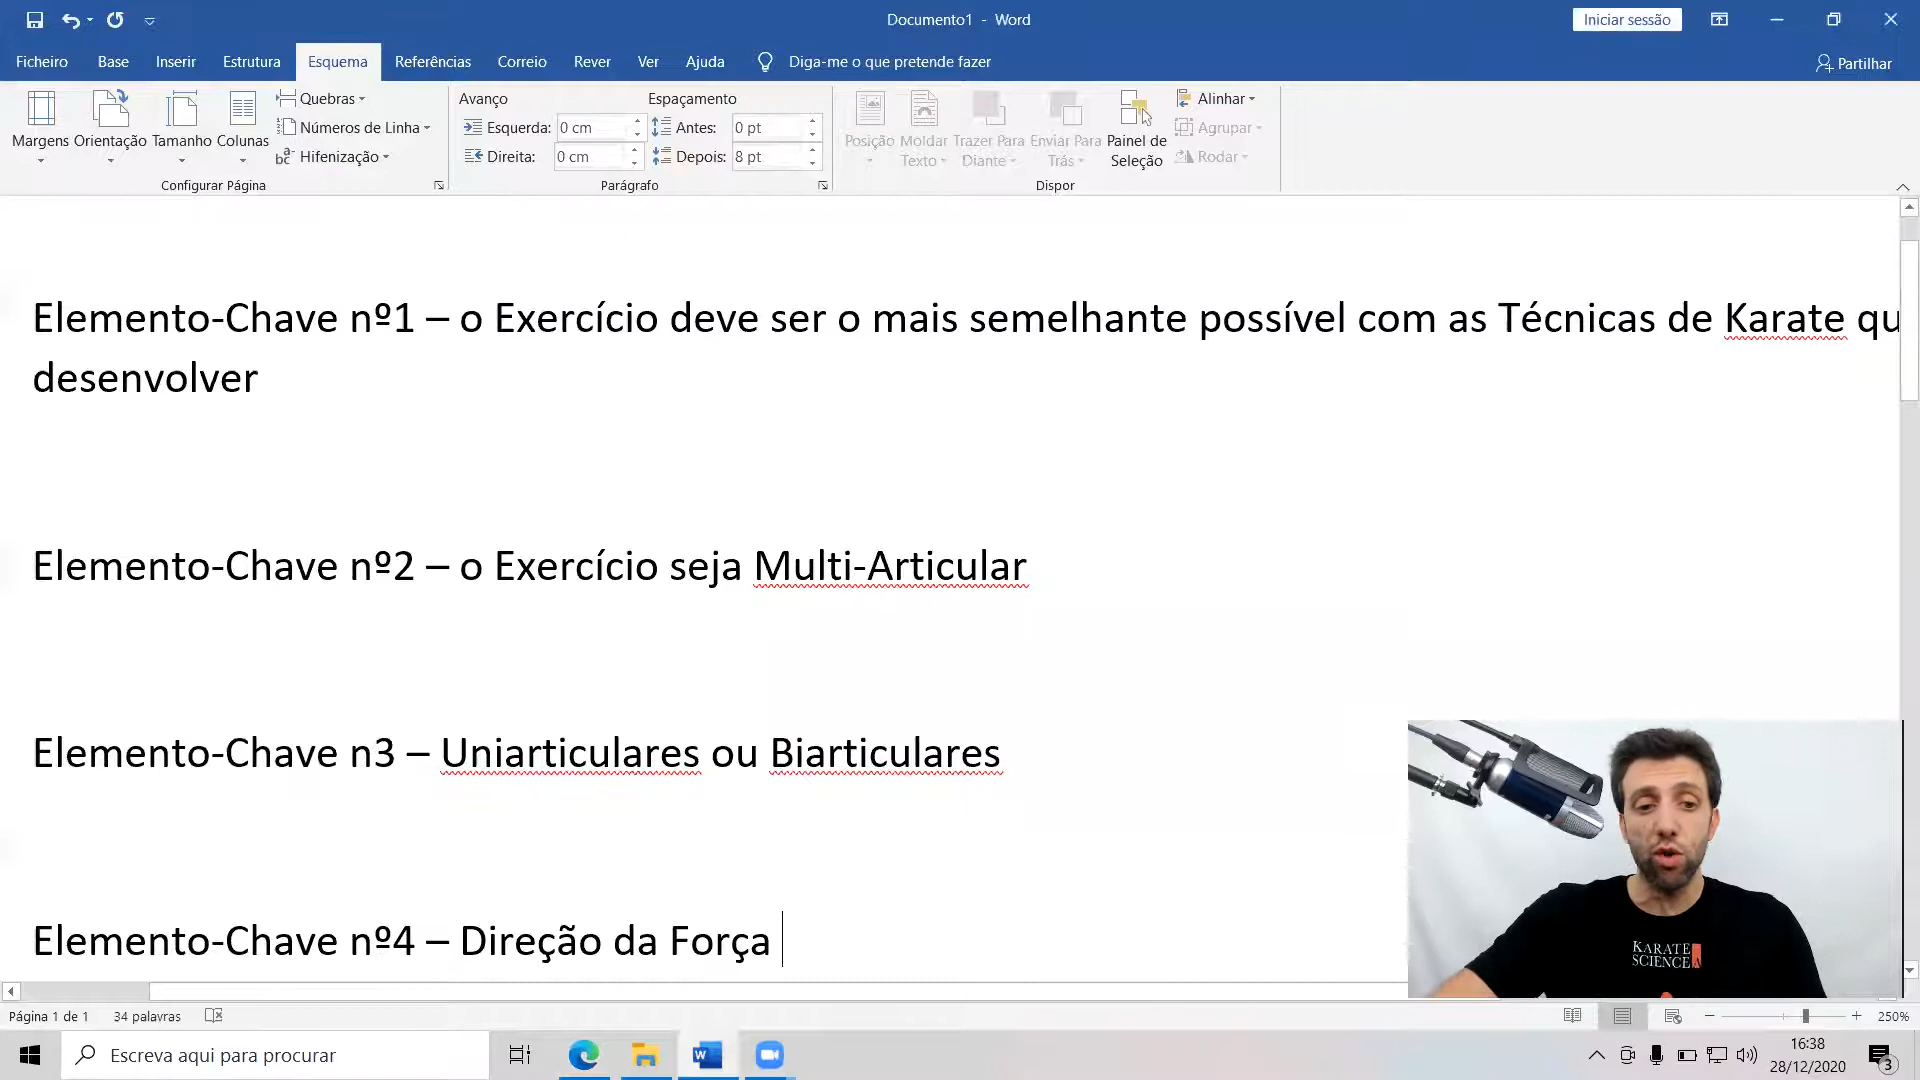 Documento1 - Word
Iniciar sessão
Ficheiro Base Inserir Estrutura Esquema Referências Correio Rever Ver Ajuda Diga-me o que pretende fazer Partilhar
Margens Orientação Tamanho Colunas
Quebras
Números de Linha
Hifenização
Configurar Página
Avanço Espaçamento
Esquerda: 0 cm Antes: 0 pt
Direita: 0 cm Depois: 8 pt
Parágrafo
Posição Moldar Texto Trazer Para Diante Enviar Para Trás Painel de Seleção
Alinhar
Agrupar
Rodar
Dispor
Elemento-Chave nº1 – o Exercício deve ser o mais semelhante possível com as Técnicas de Karate qu
desenvolver
Elemento-Chave nº2 – o Exercício seja Multi-Articular
Elemento-Chave n3 – Uniarticulares ou Biarticulares
Elemento-Chave nº4 – Direção da Força
KARATE
SCIENCE
Página 1 de 1 34 palavras 250%
Escreva aqui para procurar
16:38
28/12/2020
3